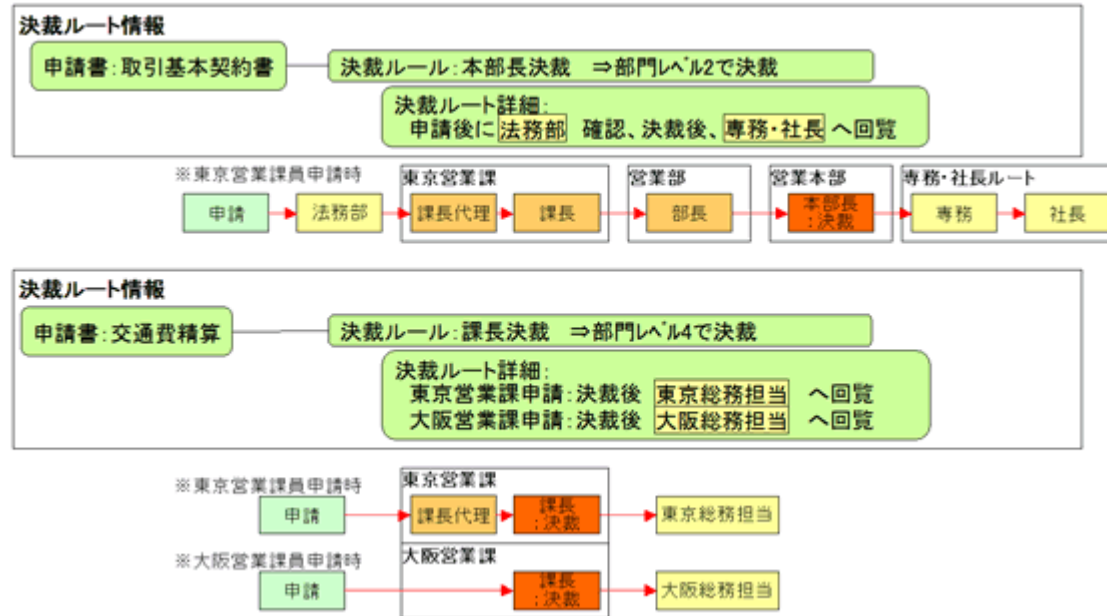 決裁ルート情報
申請書:取引基本契約書
決裁ルール:本部長決裁 ⇒部門レベル2で決裁
決裁ルート詳細:
申請後に 法務部 確認、決裁後、専務・社長 へ回覧
※東京営業課員申請時
東京営業課
営業部
営業本部
専務・社長ルート
申請
法務部
課長代理
課長
部長
本部長
:決裁
専務
社長
決裁ルート情報
申請書:交通費精算
決裁ルール:課長決裁 ⇒部門レベル4で決裁
決裁ルート詳細:
東京営業課申請:決裁後 東京総務担当 へ回覧
大阪営業課申請:決裁後 大阪総務担当 へ回覧
※東京営業課員申請時
東京営業課
申請
課長代理
課長
:決裁
東京総務担当
※大阪営業課員申請時
大阪営業課
申請
課長
:決裁
大阪総務担当